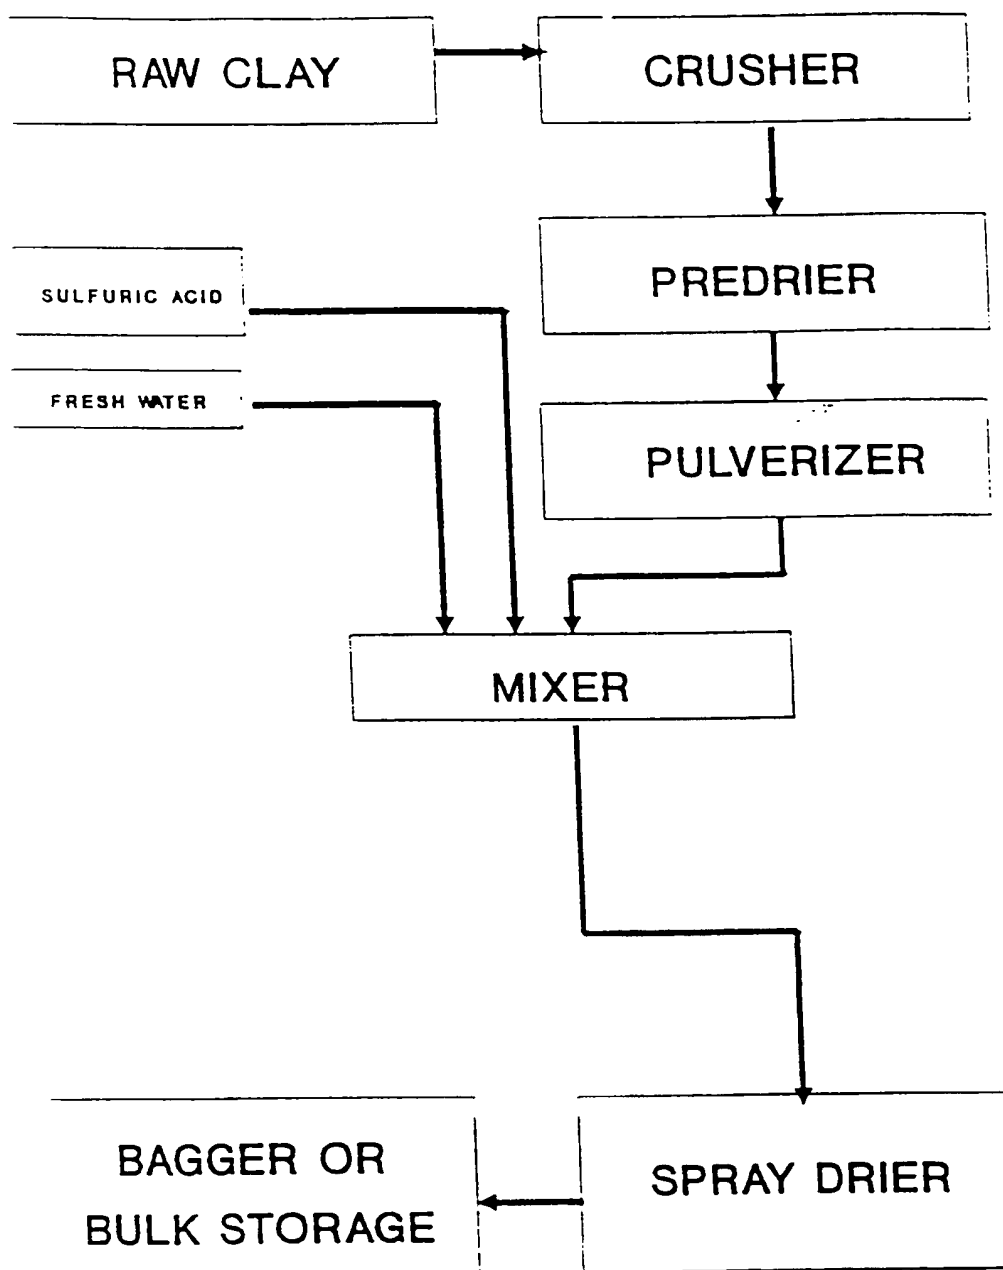 RAW CLAY
CRUSHER
PREDRIER
SULFURIC ACID
FRESH WATER
PULVERIZER
MIXER
BAGGER OR
BULK STORAGE
SPRAY DRIER